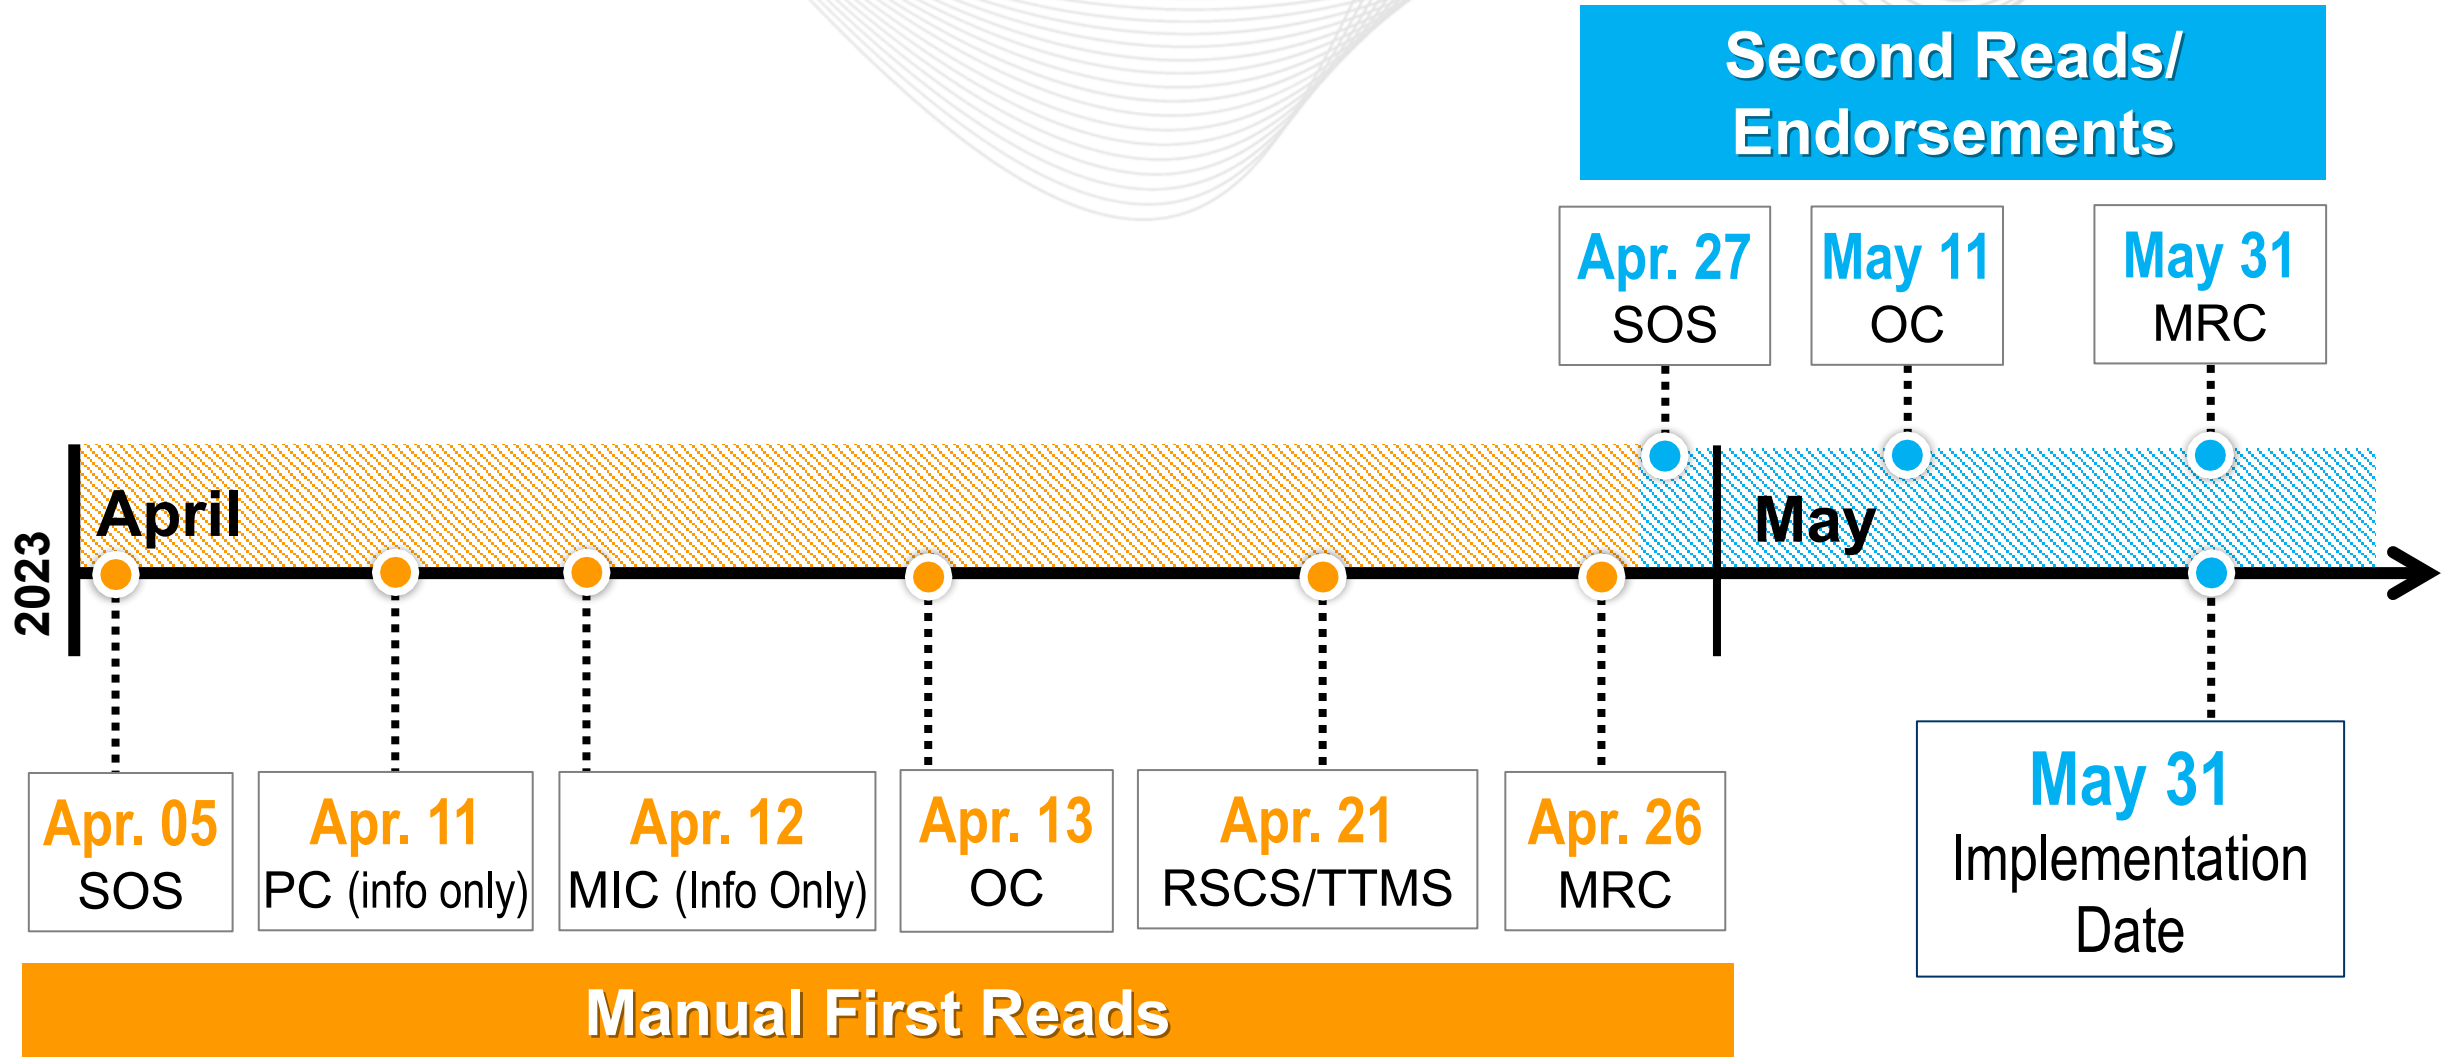 Second Reads/
Endorsements
Apr. 27
SOS
May 11
OC
May 31
MRC
2023
April
May
Apr. 05
SOS
Apr. 11
PC (info only)
Apr. 12
MIC (Info Only)
Apr. 13
OC
Apr. 21
RSCS/TTMS
Apr. 26
MRC
May 31
Implementation
Date
Manual First Reads